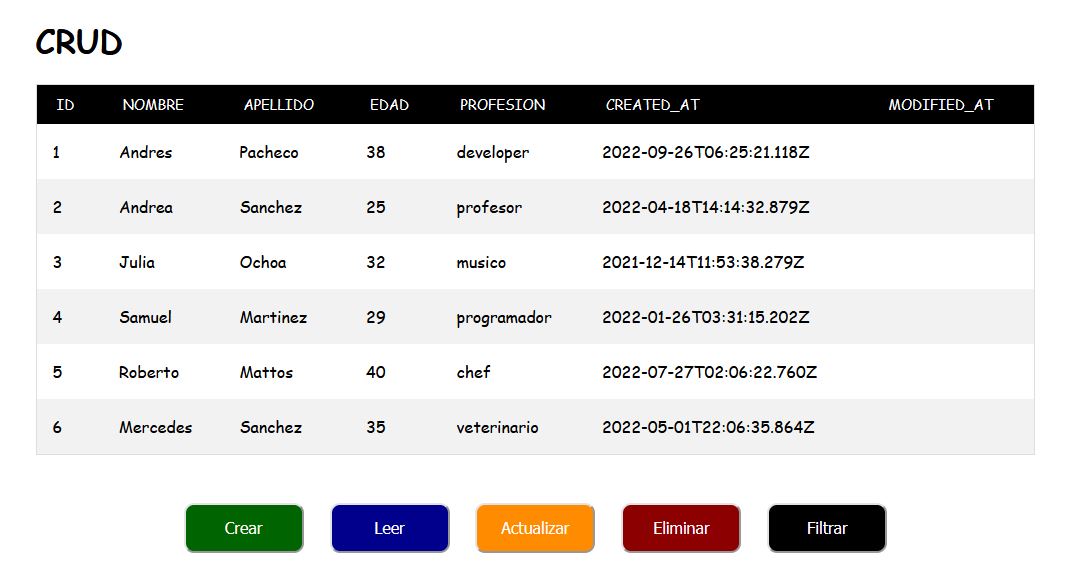 CRUD
ID NOMBRE APELLIDO EDAD PROFESION CREATED_AT MODIFIED_AT
1 Andres Pacheco 38 developer 2022-09-26T06:25:21.118Z
2 Andrea Sanchez 25 profesor 2022-04-18T14:14:32.879Z
3 Julia Ochoa 32 musico 2021-12-14T11:53:38.279Z
4 Samuel Martinez 29 programador 2022-01-26T03:31:15.202Z
5 Roberto Mattos 40 chef 2022-07-27T02:06:22.760Z
6 Mercedes Sanchez 35 veterinario 2022-05-01T22:06:35.864Z
Crear Leer Actualizar Eliminar Filtrar